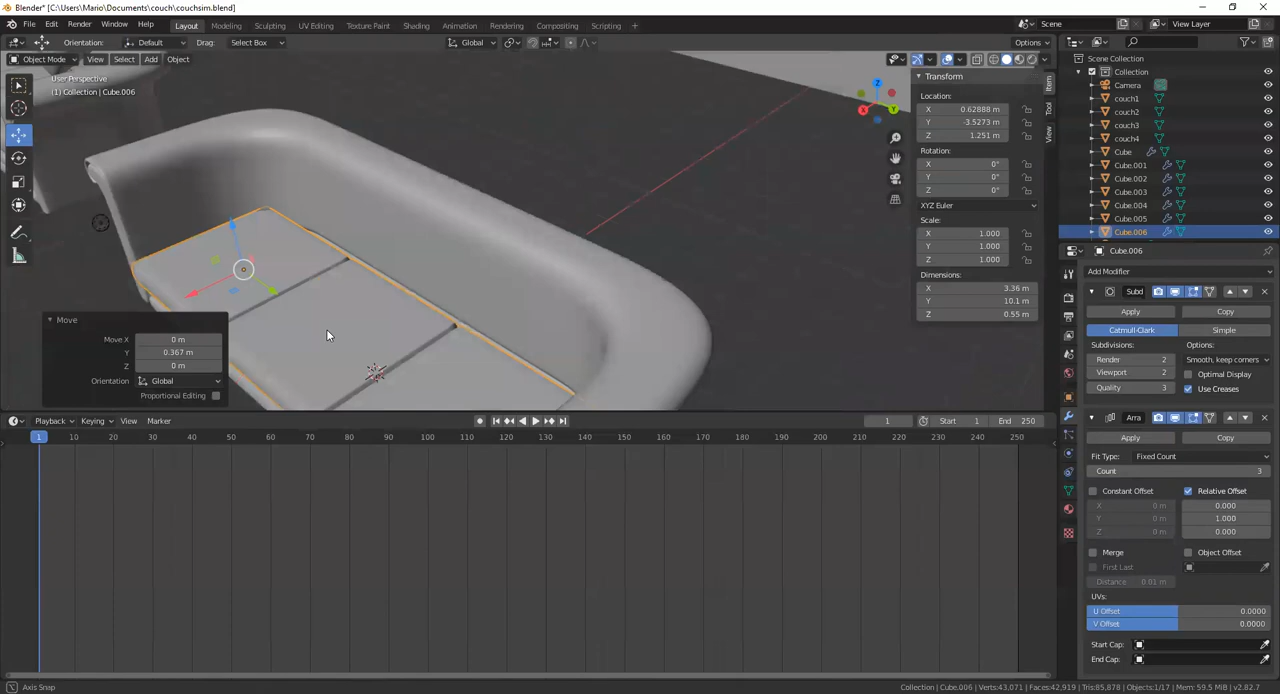 Blender* [C:\Users\Mario\Documents\couch\couchsim.blend]
File Edit Render Window Help Layout Modeling Sculpting UV Editing Texture Paint Shading Animation Rendering Compositing Scripting + Scene View Layer
Orientation: Default Drag: Select Box Global Options
Object Mode View Select Add Object
User Perspective
(1) Collection | Cube.006
Z
X
Y
Transform
Location:
X 0.62888 m
Y -3.5273 m
Z 1.251 m
Rotation:
X 0°
Y 0°
Z 0°
XYZ Euler
Scale:
X 1.000
Y 1.000
Z 1.000
Dimensions:
X 3.36 m
Y 10.1 m
Z 0.55 m
Item
Tool
View
Move
Move X 0 m
Y 0.367 m
Z 0 m
Orientation Global
Proportional Editing
Scene Collection
Collection
Camera
couch1
couch2
couch3
couch4
Cube
Cube.001
Cube.002
Cube.003
Cube.004
Cube.005
Cube.006
Cube.006
Add Modifier
Subd
Apply Copy
Catmull-Clark Simple
Subdivisions: Options:
Render 2 Smooth, keep corners
Viewport 2 Optimal Display
Quality 3 Use Creases
Arra
Apply Copy
Fit Type: Fixed Count
Count 3
Constant Offset Relative Offset
X 0 m 0.000
Y 0 m 1.000
Z 0 m 0.000
Merge Object Offset
First Last
Distance 0.01 m
UVs:
U Offset 0.0000
V Offset 0.0000
Start Cap:
End Cap:
Playback Keying View Marker 1 Start 1 End 250
1 10 20 30 40 50 60 70 80 90 100 110 120 130 140 150 160 170 180 190 200 210 220 230 240 250
Axis Snap
Collection | Cube.006 | Verts:43,071 | Faces:42,919 | Tris:85,878 | Objects:1/17 | Mem: 59.5 MiB | v2.82.7